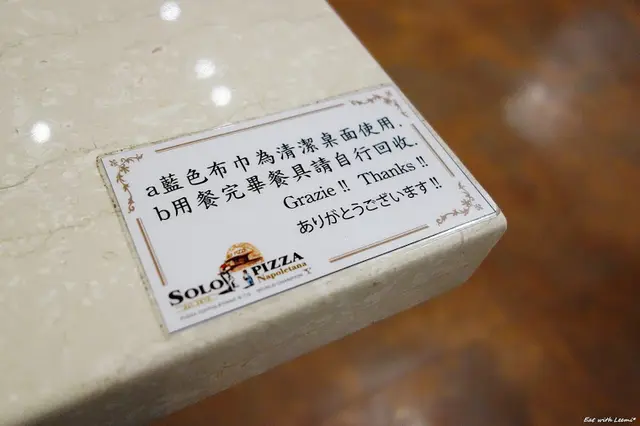 a藍色布巾為清潔桌面使用.
b用餐完畢餐具請自行回收.
Grazie !! Thanks !!
ありがとうございます!!
SOLO PIZZA
Napoletana
Eat with Leemi*